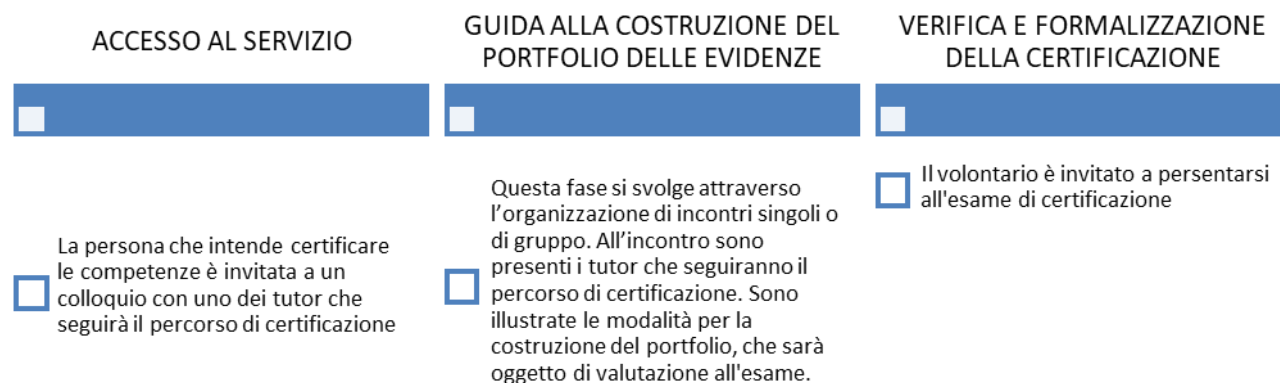 ACCESSO AL SERVIZIO
La persona che intende certificare
le competenze è invitata a un
colloquio con uno dei tutor che
seguirà il percorso di certificazione
GUIDA ALLA COSTRUZIONE DEL
PORTFOLIO DELLE EVIDENZE
Questa fase si svolge attraverso
l’organizzazione di incontri singoli o
di gruppo. All’incontro sono
presenti i tutor che seguiranno il
percorso di certificazione. Sono
illustrate le modalità per la
costruzione del portfolio, che sarà
oggetto di valutazione all'esame.
VERIFICA E FORMALIZZAZIONE
DELLA CERTIFICAZIONE
Il volontario è invitato a persentarsi
all'esame di certificazione